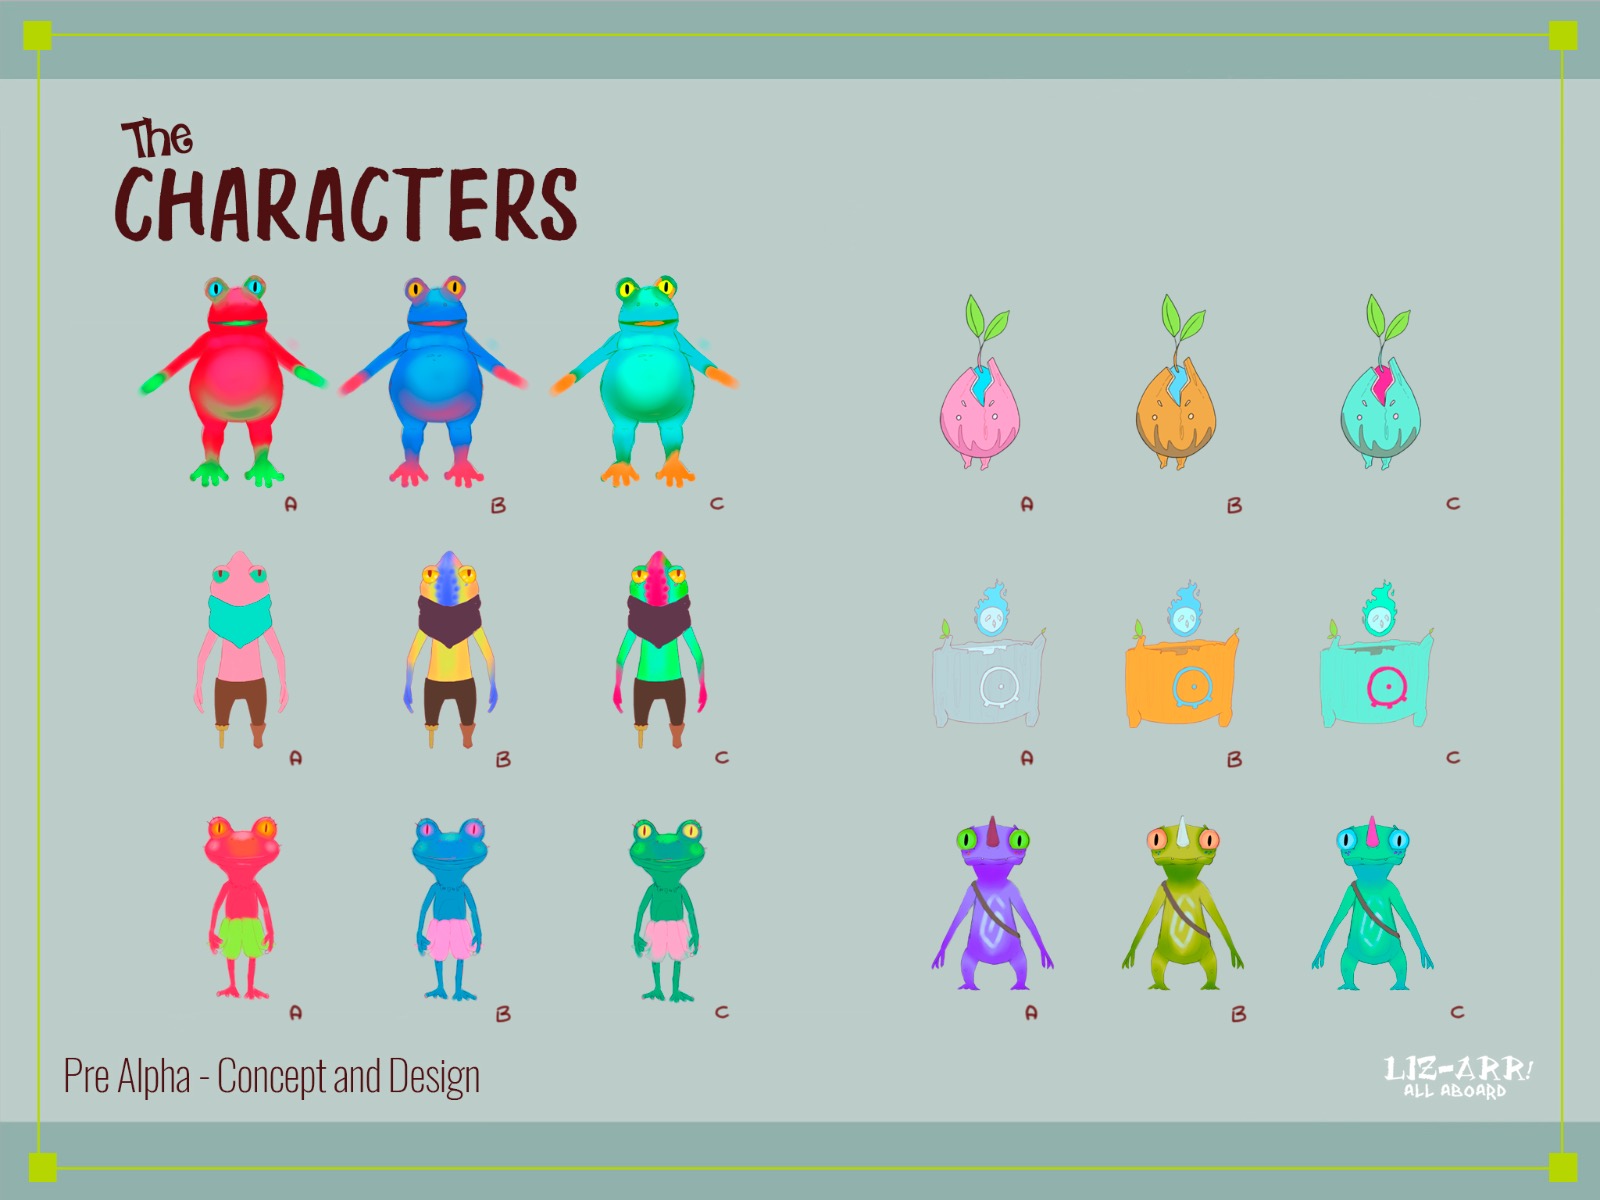 The
CHARACTERS
A B C A B C
A B C A B C
A B C A B C
Pre Alpha - Concept and Design
LIZ-ARR!
ALL ABOARD